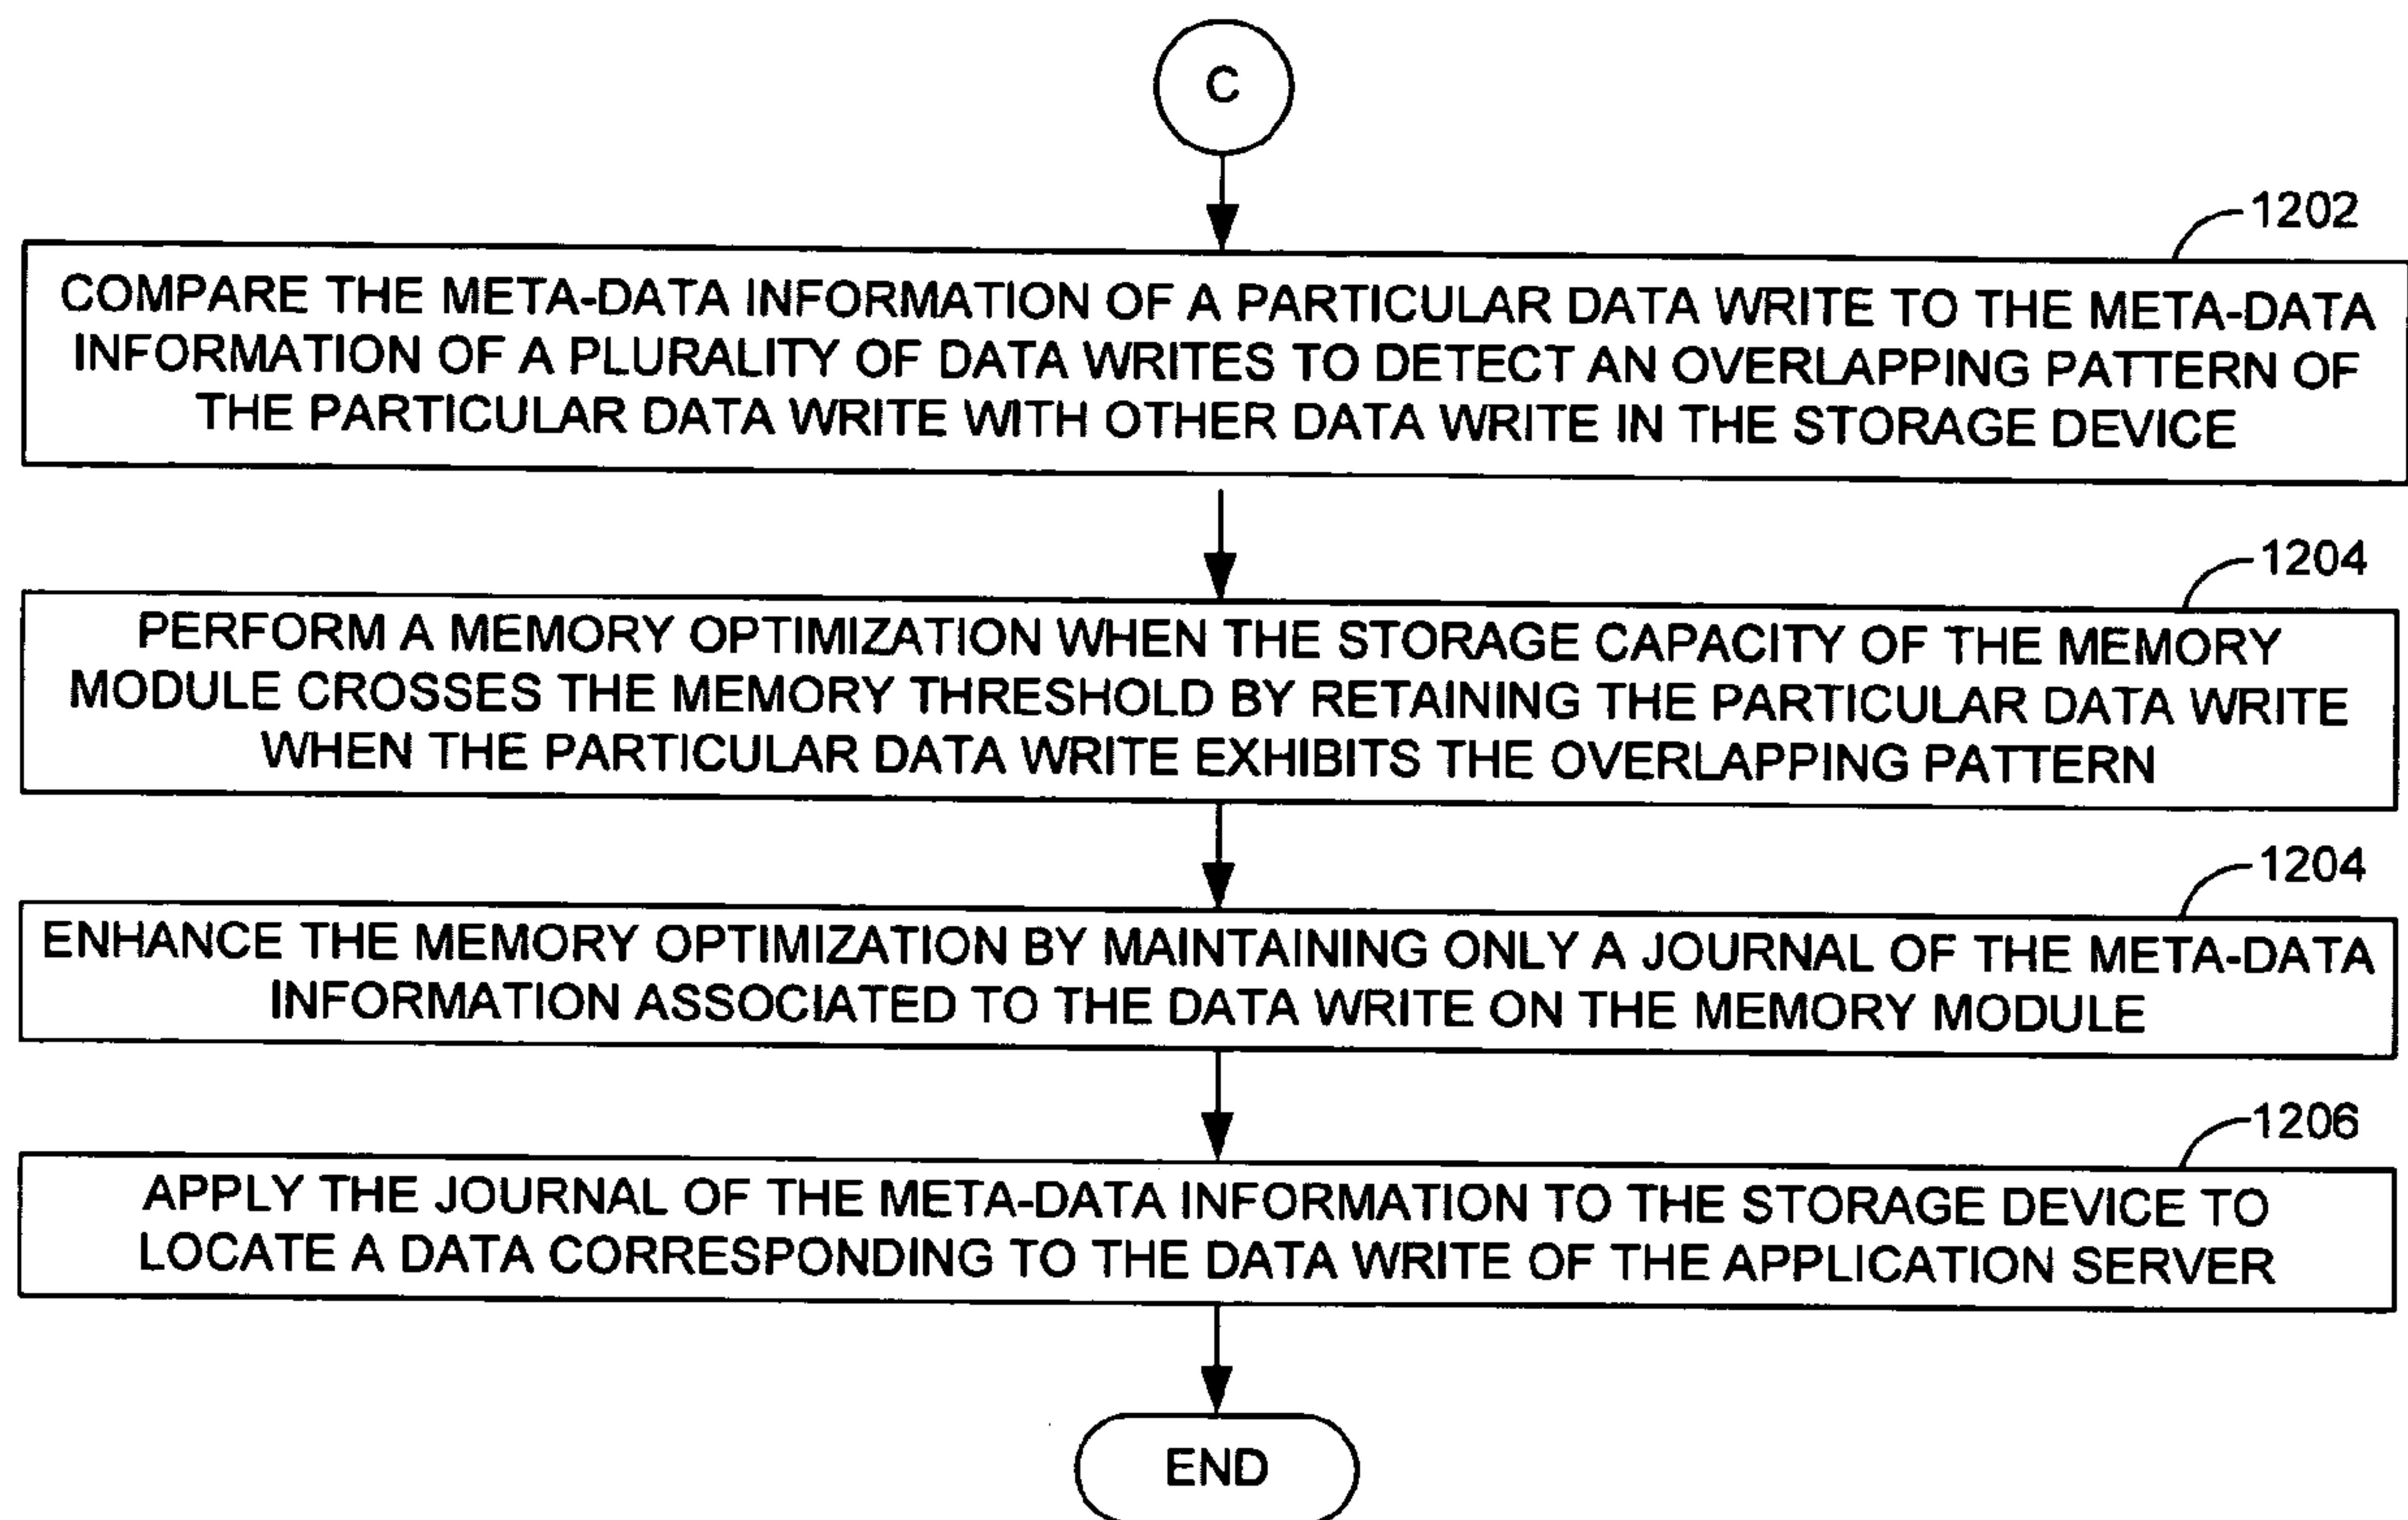 C
1202
COMPARE THE META-DATA INFORMATION OF A PARTICULAR DATA WRITE TO THE META-DATA
INFORMATION OF A PLURALITY OF DATA WRITES TO DETECT AN OVERLAPPING PATTERN OF
THE PARTICULAR DATA WRITE WITH OTHER DATA WRITE IN THE STORAGE DEVICE
1204
PERFORM A MEMORY OPTIMIZATION WHEN THE STORAGE CAPACITY OF THE MEMORY
MODULE CROSSES THE MEMORY THRESHOLD BY RETAINING THE PARTICULAR DATA WRITE
WHEN THE PARTICULAR DATA WRITE EXHIBITS THE OVERLAPPING PATTERN
1204
ENHANCE THE MEMORY OPTIMIZATION BY MAINTAINING ONLY A JOURNAL OF THE META-DATA
INFORMATION ASSOCIATED TO THE DATA WRITE ON THE MEMORY MODULE
1206
APPLY THE JOURNAL OF THE META-DATA INFORMATION TO THE STORAGE DEVICE TO
LOCATE A DATA CORRESPONDING TO THE DATA WRITE OF THE APPLICATION SERVER
END